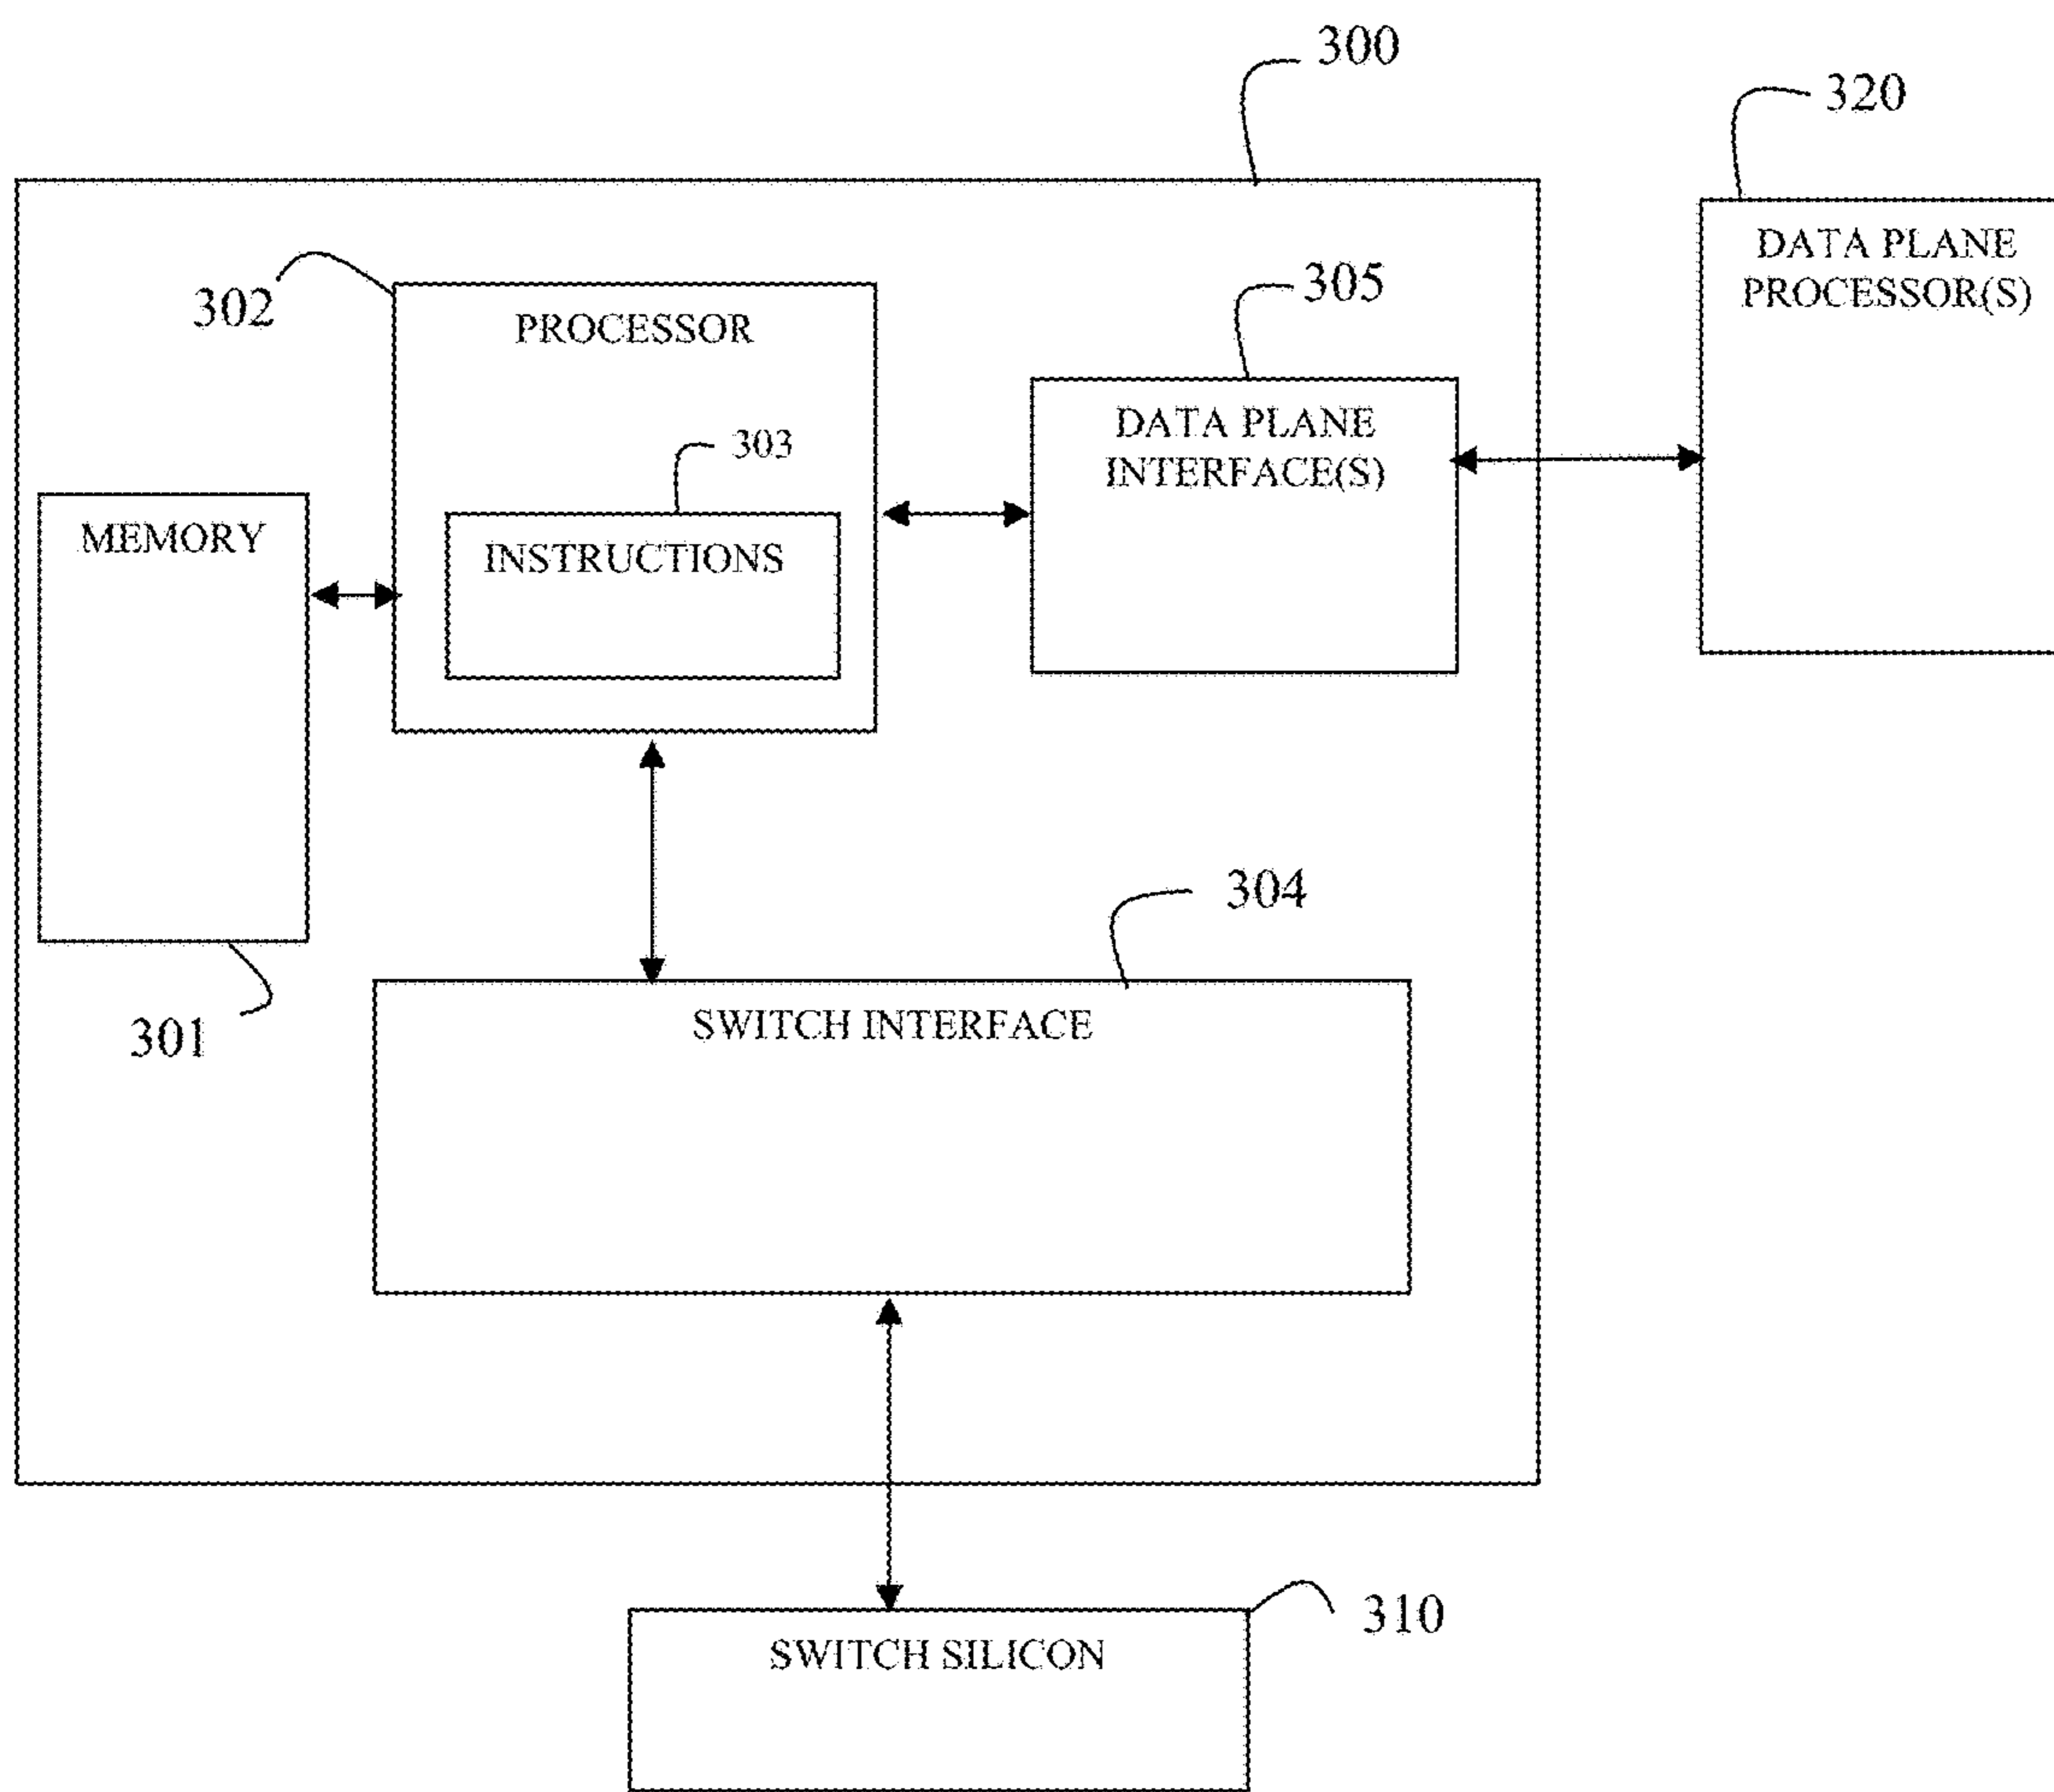 300
320
DATA PLANE
PROCESSOR(S)
302
PROCESSOR
305
DATA PLANE
INTERFACE(S)
303
INSTRUCTIONS
MEMORY
301
304
SWITCH INTERFACE
310
SWITCH SILICON